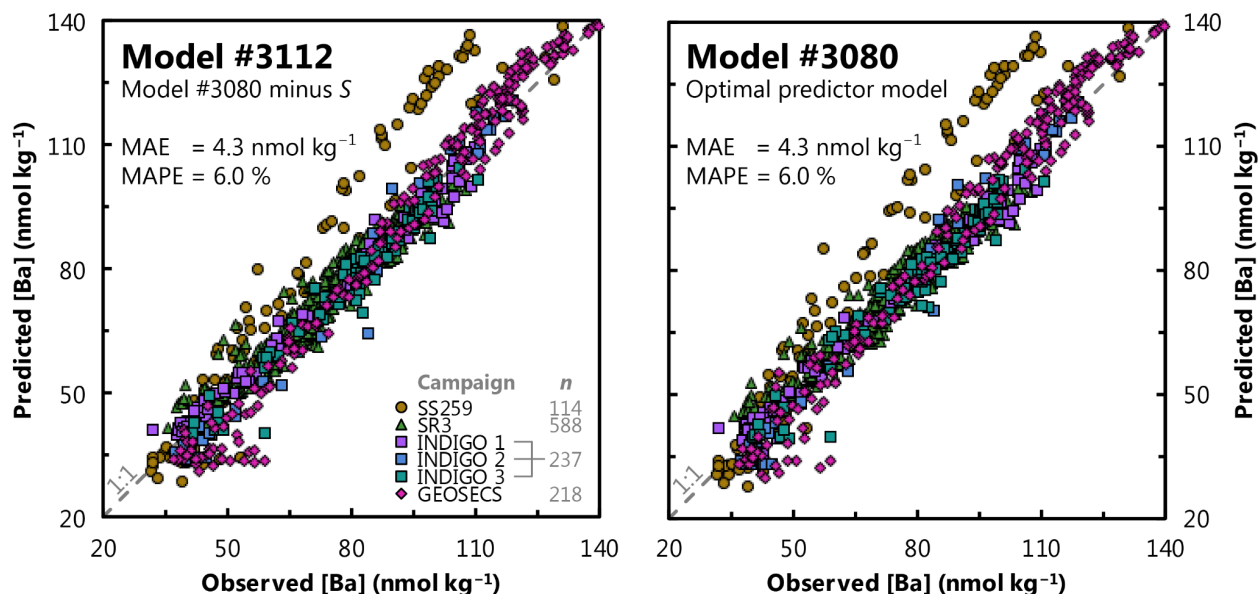 Model #3112
Model #3080 minus S
MAE = 4.3 nmol kg⁻¹
MAPE = 6.0 %
140
110
80
50
20
Predicted [Ba] (nmol kg⁻¹)
1:1
Campaign n
SS259 114
SR3 588
INDIGO 1
INDIGO 2 237
INDIGO 3
GEOSECS 218
20 50 80 110 140
Observed [Ba] (nmol kg⁻¹)
Model #3080
Optimal predictor model
MAE = 4.3 nmol kg⁻¹
MAPE = 6.0 %
1:1
140
110
80
50
20
Predicted [Ba] (nmol kg⁻¹)
20 50 80 110 140
Observed [Ba] (nmol kg⁻¹)